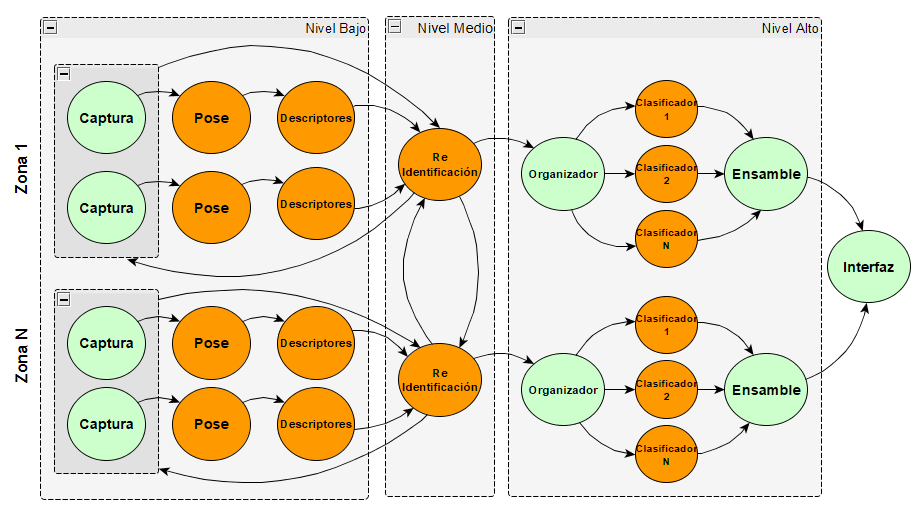 Nivel Bajo
Nivel Medio
Nivel Alto
Zona 1
Captura
Pose
Descriptores
Captura
Pose
Descriptores
Re
Identificación
Organizador
Clasificador
1
Clasificador
2
Clasificador
N
Ensamble
Interfaz
Zona N
Captura
Pose
Descriptores
Captura
Pose
Descriptores
Re
Identificación
Organizador
Clasificador
1
Clasificador
2
Clasificador
N
Ensamble